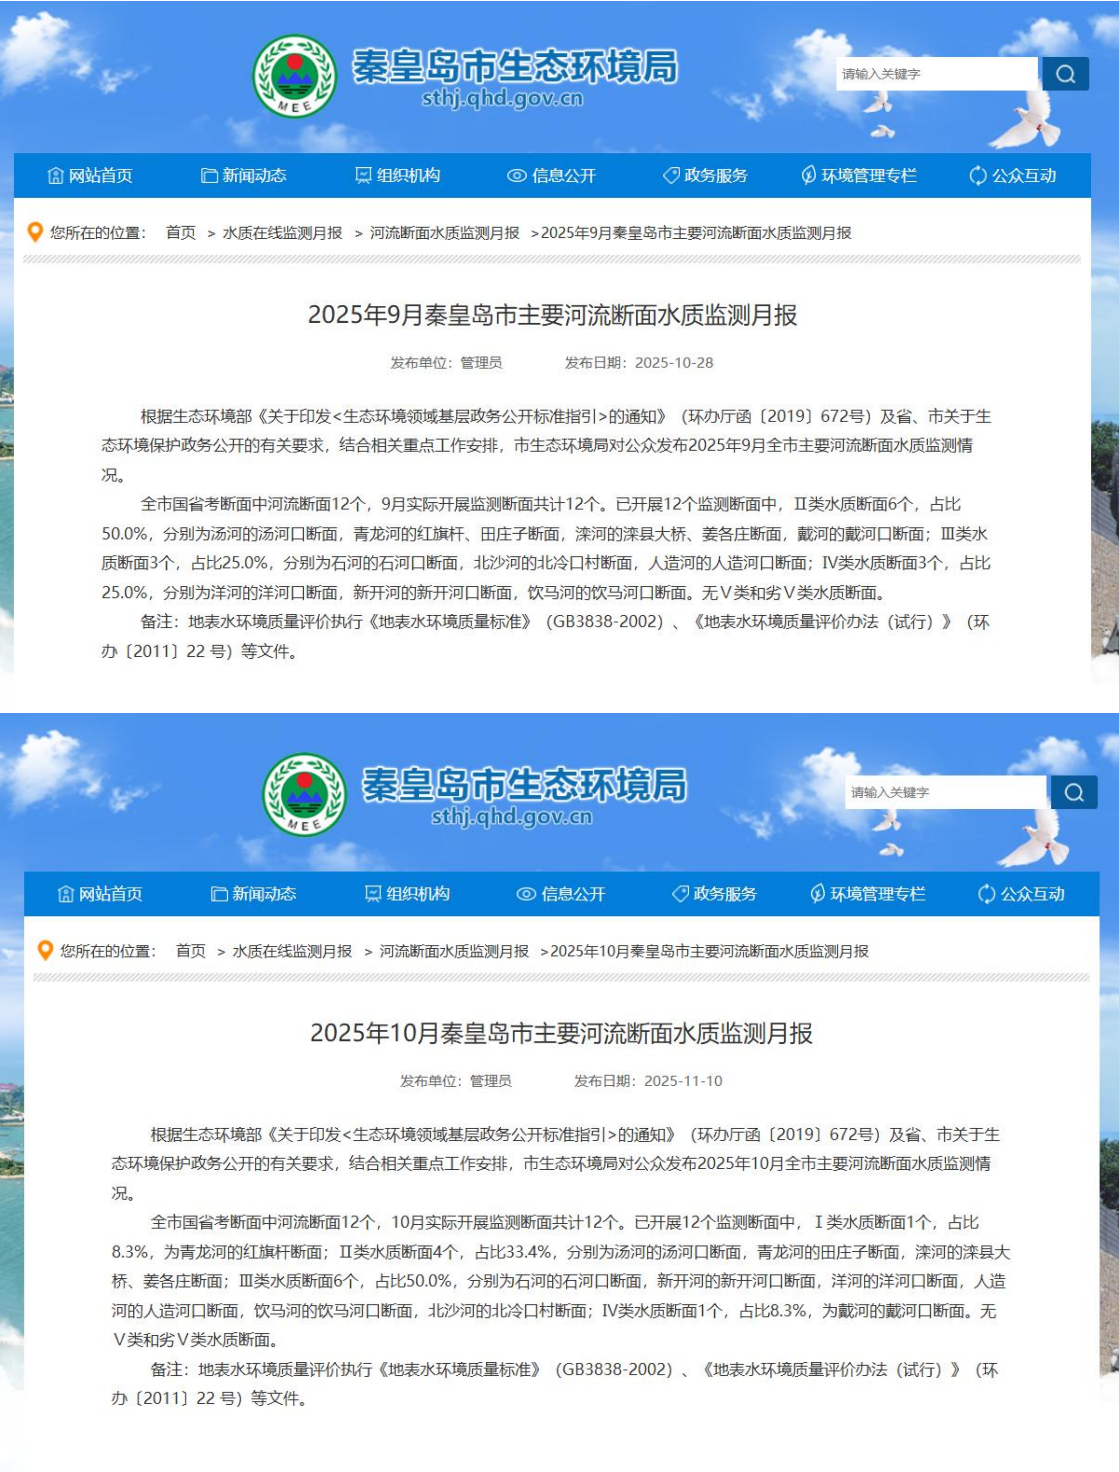 秦皇岛市生态环境局
sthj.qhd.gov.cn
MEE
请输入关键字
网站首页 新闻动态 组织机构 信息公开 政务服务 环境管理专栏 公众互动
您所在的位置： 首页 > 水质在线监测月报 > 河流断面水质监测月报 >2025年9月秦皇岛市主要河流断面水质监测月报
2025年9月秦皇岛市主要河流断面水质监测月报
发布单位：管理员 发布日期：2025-10-28
根据生态环境部《关于印发<生态环境领域基层政务公开标准指引>的通知》（环办厅函〔2019〕672号）及省、市关于生
态环境保护政务公开的有关要求，结合相关重点工作安排，市生态环境局对公众发布2025年9月全市主要河流断面水质监测情
况。
全市国省考断面中河流断面12个，9月实际开展监测断面共计12个。已开展12个监测断面中，Ⅱ类水质断面6个，占比
50.0%，分别为汤河的汤河口断面，青龙河的红旗杆、田庄子断面，滦河的滦县大桥、姜各庄断面，戴河的戴河口断面；Ⅲ类水
质断面3个，占比25.0%，分别为石河的石河口断面，北沙河的北冷口村断面，人造河的人造河口断面；Ⅳ类水质断面3个，占比
25.0%，分别为洋河的洋河口断面，新开河的新开河口断面，饮马河的饮马河口断面。无Ⅴ类和劣Ⅴ类水质断面。
备注：地表水环境质量评价执行《地表水环境质量标准》（GB3838-2002）、《地表水环境质量评价办法（试行）》（环
办〔2011〕22 号）等文件。
秦皇岛市生态环境局
sthj.qhd.gov.cn
MEE
请输入关键字
网站首页 新闻动态 组织机构 信息公开 政务服务 环境管理专栏 公众互动
您所在的位置： 首页 > 水质在线监测月报 > 河流断面水质监测月报 >2025年10月秦皇岛市主要河流断面水质监测月报
2025年10月秦皇岛市主要河流断面水质监测月报
发布单位：管理员 发布日期：2025-11-10
根据生态环境部《关于印发<生态环境领域基层政务公开标准指引>的通知》（环办厅函〔2019〕672号）及省、市关于生
态环境保护政务公开的有关要求，结合相关重点工作安排，市生态环境局对公众发布2025年10月全市主要河流断面水质监测情
况。
全市国省考断面中河流断面12个，10月实际开展监测断面共计12个。已开展12个监测断面中，Ⅰ类水质断面1个，占比
8.3%，为青龙河的红旗杆断面；Ⅱ类水质断面4个，占比33.4%，分别为汤河的汤河口断面，青龙河的田庄子断面，滦河的滦县大
桥、姜各庄断面；Ⅲ类水质断面6个，占比50.0%，分别为石河的石河口断面，新开河的新开河口断面，洋河的洋河口断面，人造
河的人造河口断面，饮马河的饮马河口断面，北沙河的北冷口村断面；Ⅳ类水质断面1个，占比8.3%，为戴河的戴河口断面。无
Ⅴ类和劣Ⅴ类水质断面。
备注：地表水环境质量评价执行《地表水环境质量标准》（GB3838-2002）、《地表水环境质量评价办法（试行）》（环
办〔2011〕22 号）等文件。